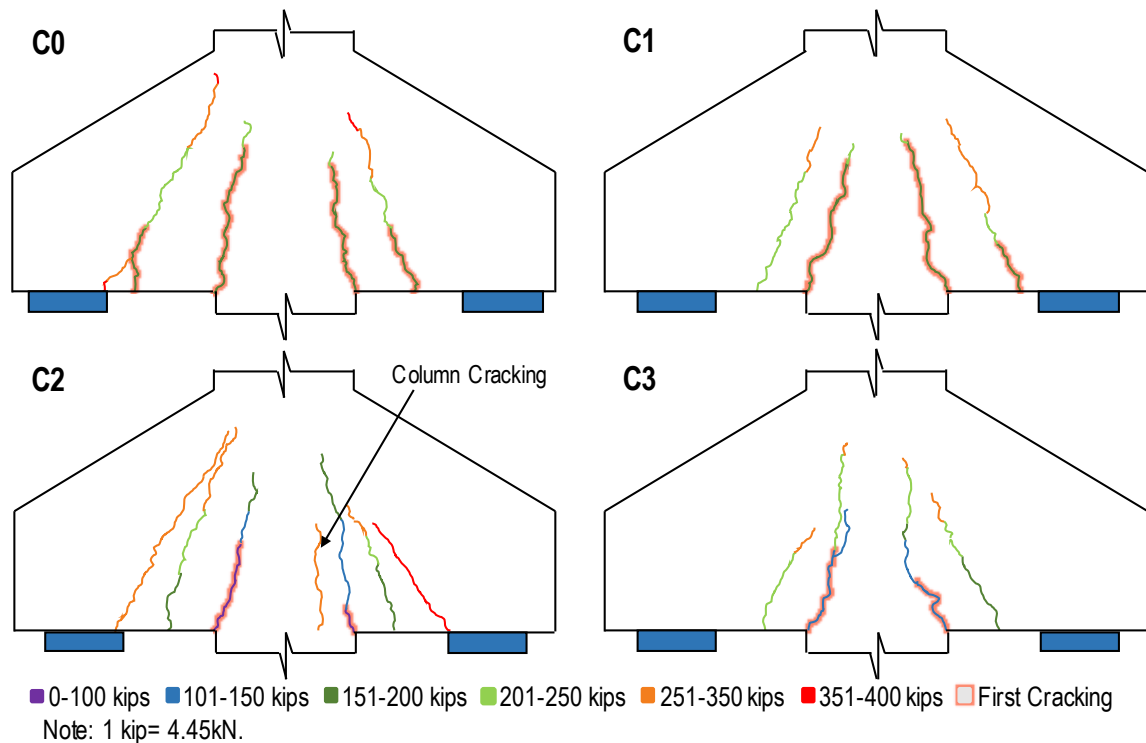 C0
C1
C2
Column Cracking
C3
0-100 kips 101-150 kips 151-200 kips 201-250 kips 251-350 kips 351-400 kips First Cracking
Note: 1 kip= 4.45kN.